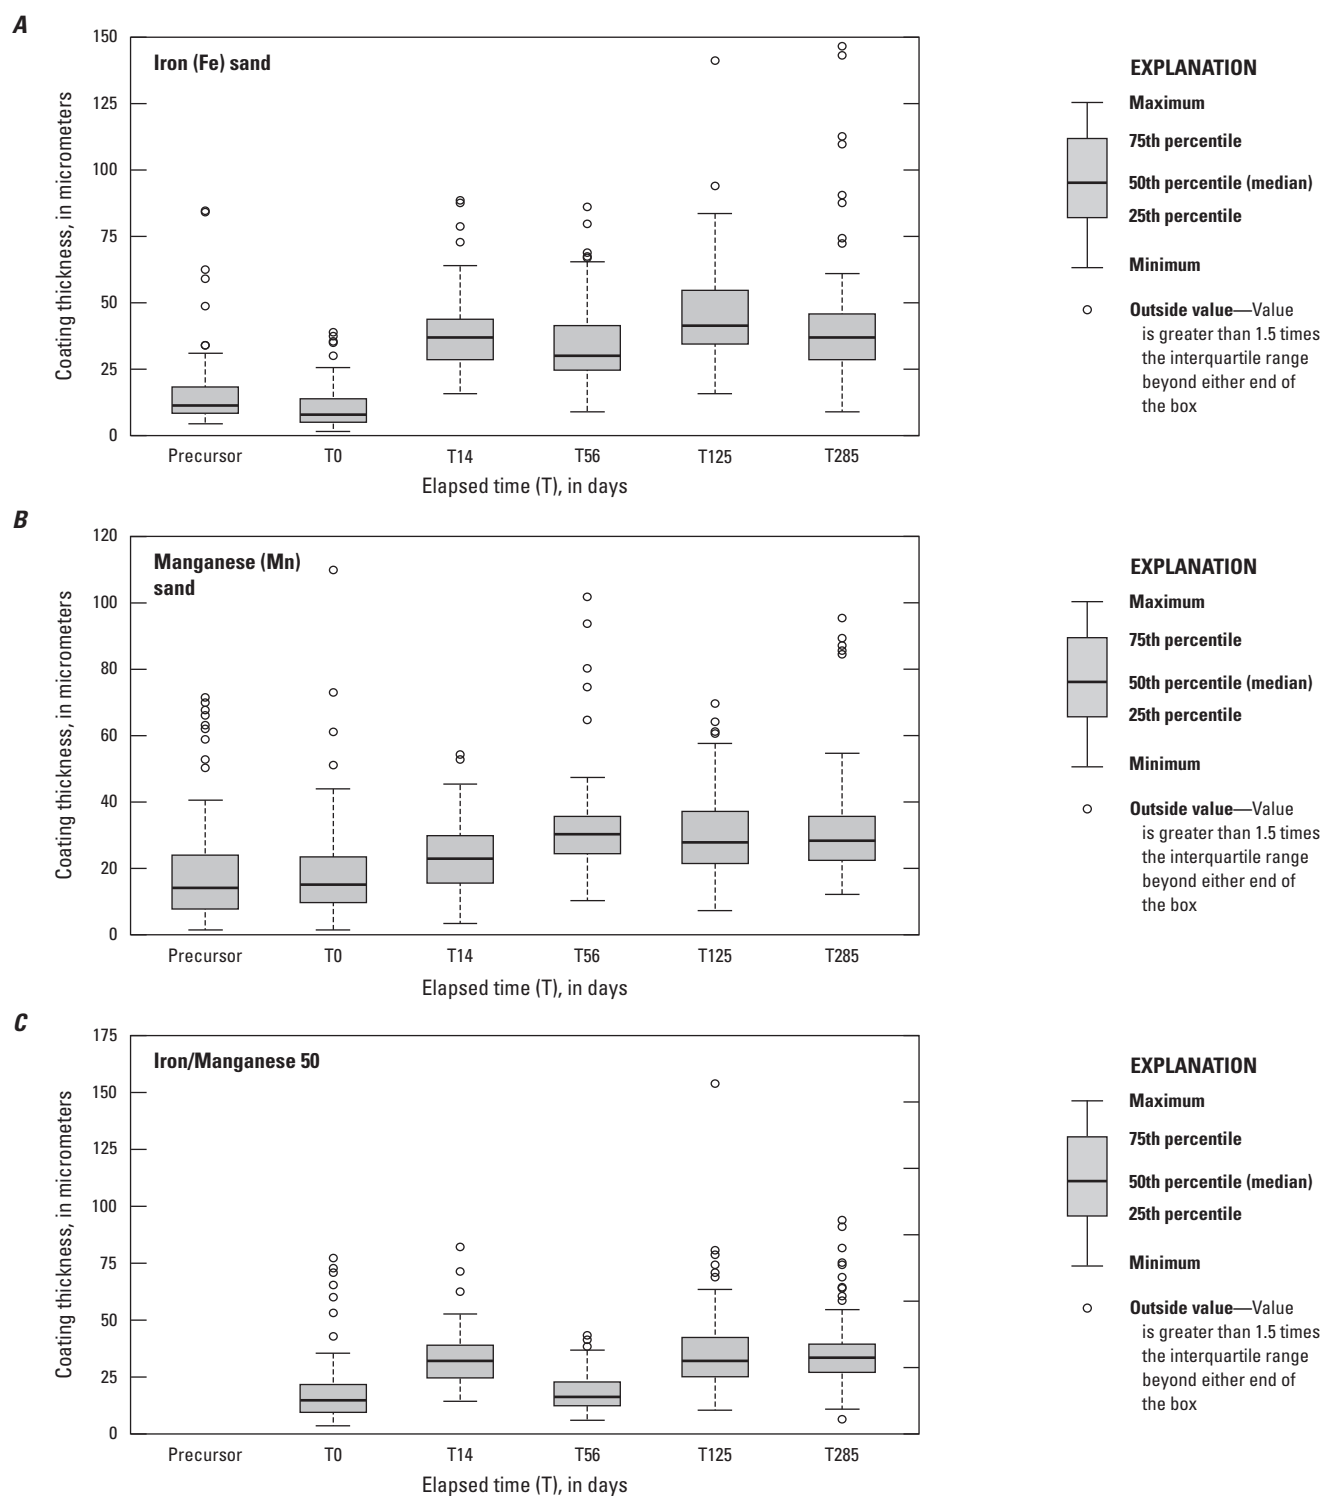 A
150
125
100
75
50
25
0
Coating thickness, in micrometers
Iron (Fe) sand
Precursor T0 T14 T56 T125 T285
Elapsed time (T), in days
EXPLANATION
Maximum
75th percentile
50th percentile (median)
25th percentile
Minimum
Outside value—Value
is greater than 1.5 times
the interquartile range
beyond either end of
the box
B
120
100
80
60
40
20
0
Coating thickness, in micrometers
Manganese (Mn)
sand
Precursor T0 T14 T56 T125 T285
Elapsed time (T), in days
EXPLANATION
Maximum
75th percentile
50th percentile (median)
25th percentile
Minimum
Outside value—Value
is greater than 1.5 times
the interquartile range
beyond either end of
the box
C
175
150
125
100
75
50
25
0
Coating thickness, in micrometers
Iron/Manganese 50
Precursor T0 T14 T56 T125 T285
Elapsed time (T), in days
EXPLANATION
Maximum
75th percentile
50th percentile (median)
25th percentile
Minimum
Outside value—Value
is greater than 1.5 times
the interquartile range
beyond either end of
the box